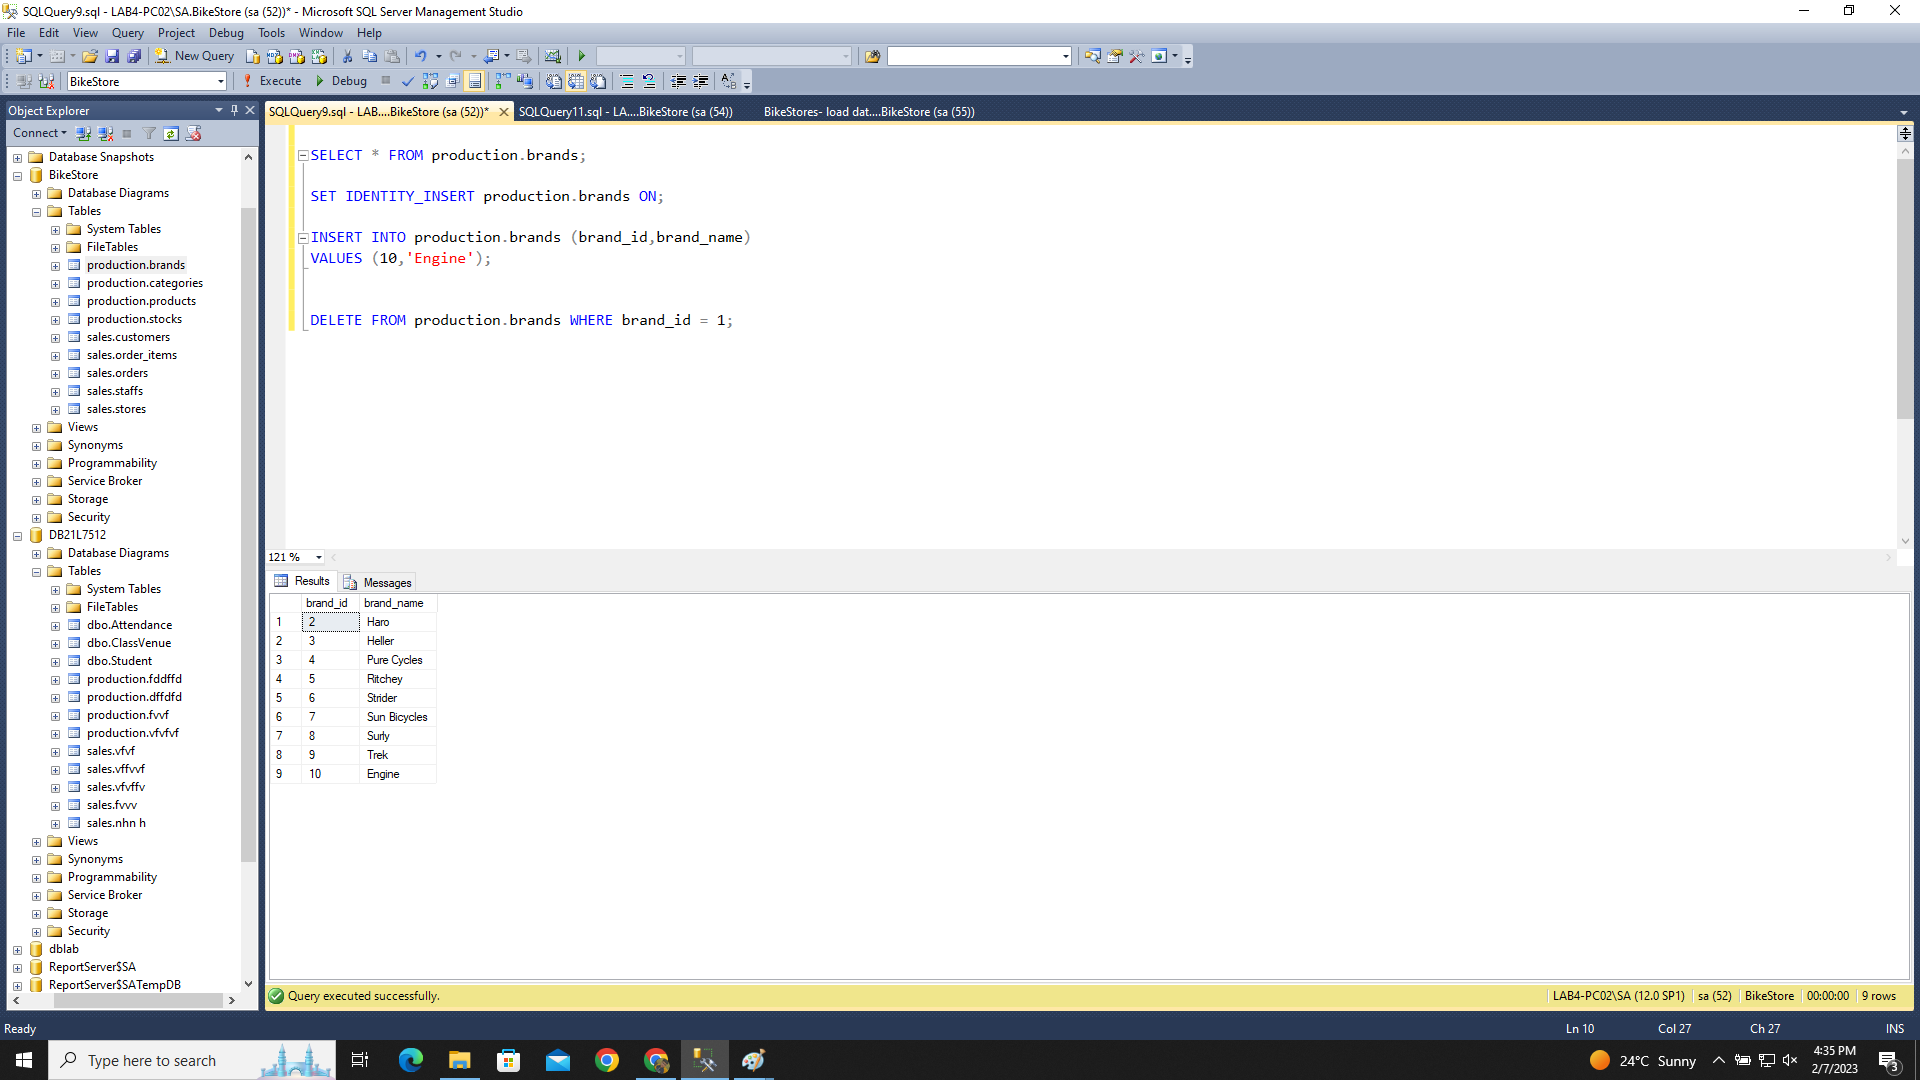 SQLQuery9.sql - LAB4-PC02\SA.BikeStore (sa (52))* - Microsoft SQL Server Management Studio
File Edit View Query Project Debug Tools Window Help
New Query
BikeStore Execute Debug
Object Explorer
Connect
Database Snapshots
BikeStore
Database Diagrams
Tables
System Tables
FileTables
production.brands
production.categories
production.products
production.stocks
sales.customers
sales.order_items
sales.orders
sales.staffs
sales.stores
Views
Synonyms
Programmability
Service Broker
Storage
Security
DB21L7512
Database Diagrams
Tables
System Tables
FileTables
dbo.Attendance
dbo.ClassVenue
dbo.Student
production.fddffd
production.dffdfd
production.fvvf
production.vfvfvf
sales.vfvf
sales.vffvvf
sales.vfvffv
sales.fvvv
sales.nhn h
Views
Synonyms
Programmability
Service Broker
Storage
Security
dblab
ReportServer$SA
ReportServer$SATempDB
SQLQuery9.sql - LAB....BikeStore (sa (52))* SQLQuery11.sql - LA....BikeStore (sa (54)) BikeStores- load dat....BikeStore (sa (55))
SELECT * FROM production.brands;
SET IDENTITY_INSERT production.brands ON;
INSERT INTO production.brands (brand_id,brand_name)
VALUES (10,'Engine');
DELETE FROM production.brands WHERE brand_id = 1;
121 %
Results Messages
brand_id brand_name
1 2 Haro
2 3 Heller
3 4 Pure Cycles
4 5 Ritchey
5 6 Strider
6 7 Sun Bicycles
7 8 Surly
8 9 Trek
9 10 Engine
Query executed successfully. LAB4-PC02\SA (12.0 SP1) sa (52) BikeStore 00:00:00 9 rows
Ready Ln 10 Col 27 Ch 27 INS
Type here to search
24°C Sunny
4:35 PM
2/7/2023
3